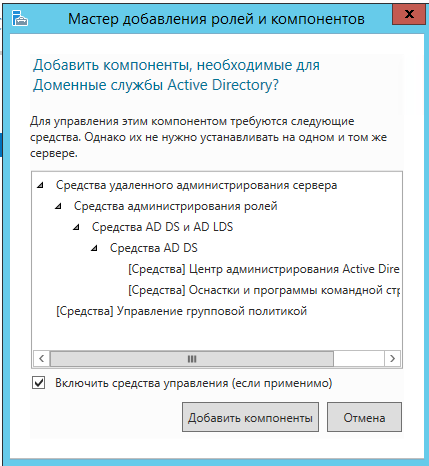 Мастер добавления ролей и компонентов
Добавить компоненты, необходимые для
Доменные службы Active Directory?
Для управления этим компонентом требуются следующие
средства. Однако их не нужно устанавливать на одном и том же
сервере.
Средства удаленного администрирования сервера
Средства администрирования ролей
Средства AD DS и AD LDS
Средства AD DS
[Средства] Центр администрирования Active Dire
[Средства] Оснастки и программы командной стр
[Средства] Управление групповой политикой
Включить средства управления (если применимо)
Добавить компоненты
Отмена